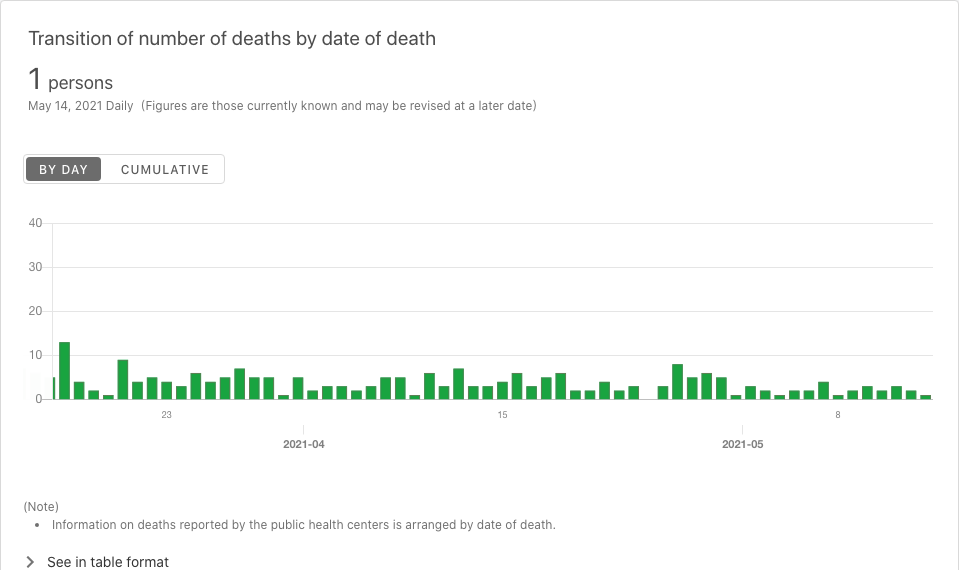 Transition of number of deaths by date of death
1 persons
May 14, 2021 Daily (Figures are those currently known and may be revised at a later date)
BY DAY CUMULATIVE
40
30
20
10
0
23 15 8
2021-04 2021-05
(Note)
• Information on deaths reported by the public health centers is arranged by date of death.
See in table format